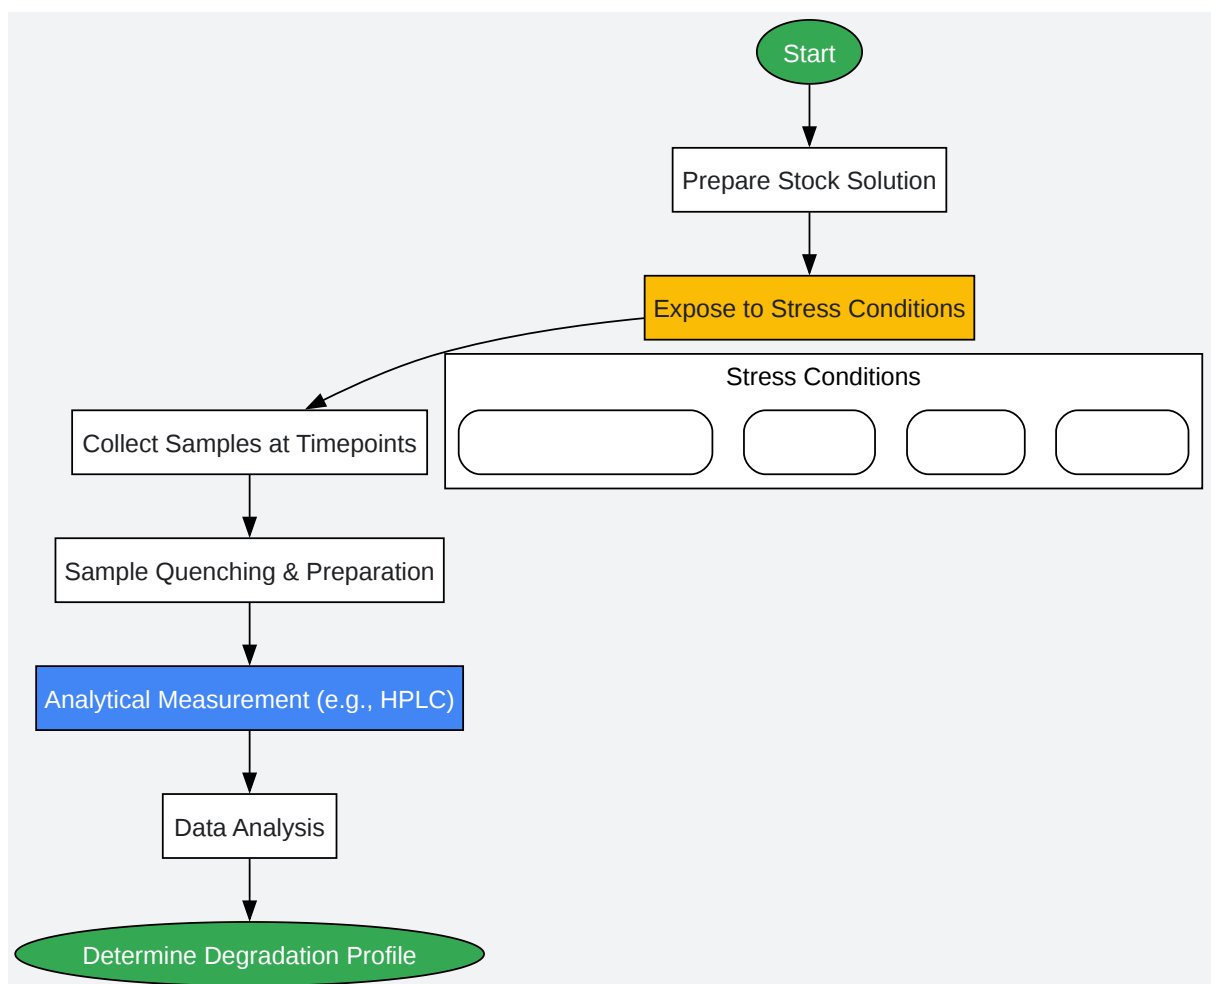 Start
Prepare Stock Solution
Expose to Stress Conditions
Stress Conditions
Collect Samples at Timepoints
Sample Quenching & Preparation
Analytical Measurement (e.g., HPLC)
Data Analysis
Determine Degradation Profile